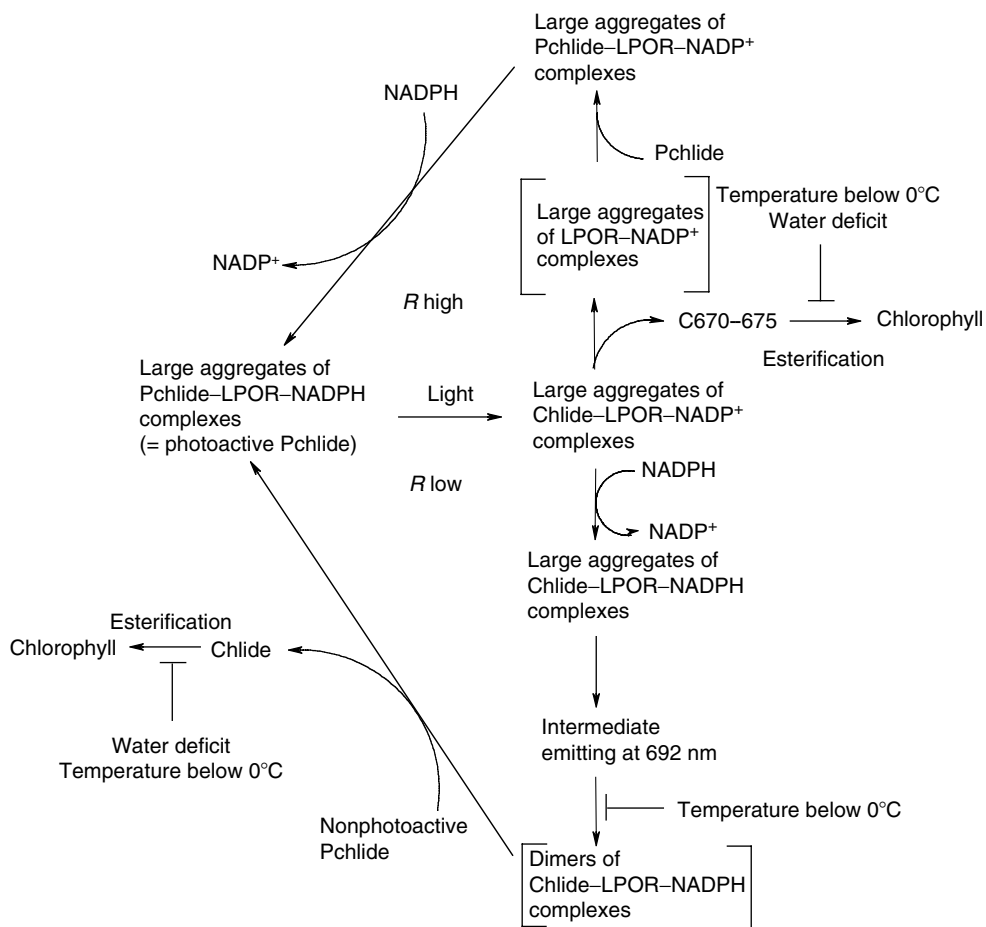 Large aggregates of
Pchlide–LPOR–NADP⁺
complexes
NADPH
Pchlide
Temperature below 0°C
Water deficit
Large aggregates
of LPOR–NADP⁺
complexes
NADP⁺
R high
C670–675
Chlorophyll
Esterification
Large aggregates of
Pchlide–LPOR–NADPH
complexes
(= photoactive Pchlide)
Light
Large aggregates of
Chlide–LPOR–NADP⁺
complexes
R low
NADPH
NADP⁺
Large aggregates of
Chlide–LPOR–NADPH
complexes
Esterification
Chlorophyll
Chlide
Water deficit
Temperature below 0°C
Intermediate
emitting at 692 nm
Temperature below 0°C
Nonphotoactive
Pchlide
Dimers of
Chlide–LPOR–NADPH
complexes